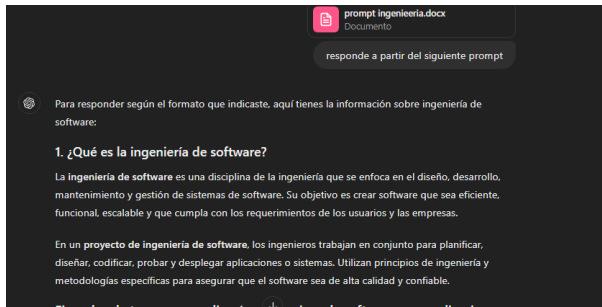 prompt ingenieeria.docx
Documento
responde a partir del siguiente prompt
Para responder según el formato que indicaste, aquí tienes la información sobre ingeniería de
software:
1. ¿Qué es la ingeniería de software?
La ingeniería de software es una disciplina de la ingeniería que se enfoca en el diseño, desarrollo,
mantenimiento y gestión de sistemas de software. Su objetivo es crear software que sea eficiente,
funcional, escalable y que cumpla con los requerimientos de los usuarios y las empresas.
En un proyecto de ingeniería de software, los ingenieros trabajan en conjunto para planificar,
diseñar, codificar, probar y desplegar aplicaciones o sistemas. Utilizan principios de ingeniería y
metodologías específicas para asegurar que el software sea de alta calidad y confiable.